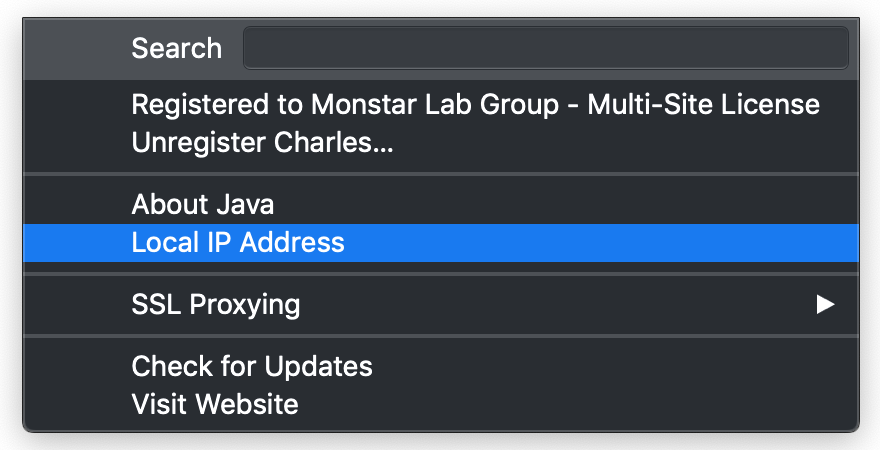 Search
Registered to Monstar Lab Group - Multi-Site License
Unregister Charles...
About Java
Local IP Address
SSL Proxying
Check for Updates
Visit Website